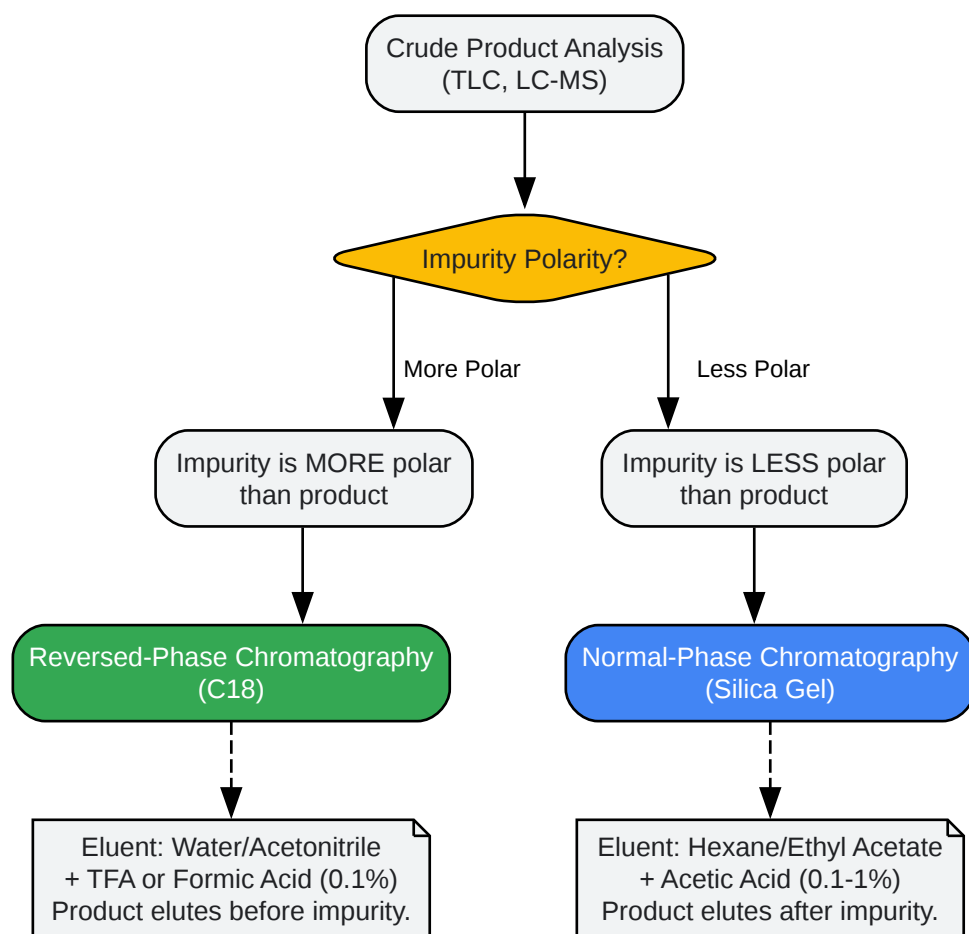 Crude Product Analysis
(TLC, LC-MS)
Impurity Polarity?
More Polar
Less Polar
Impurity is MORE polar
than product
Impurity is LESS polar
than product
Reversed-Phase Chromatography
(C18)
Normal-Phase Chromatography
(Silica Gel)
Eluent: Water/Acetonitrile
+ TFA or Formic Acid (0.1%)
Product elutes before impurity.
Eluent: Hexane/Ethyl Acetate
+ Acetic Acid (0.1-1%)
Product elutes after impurity.